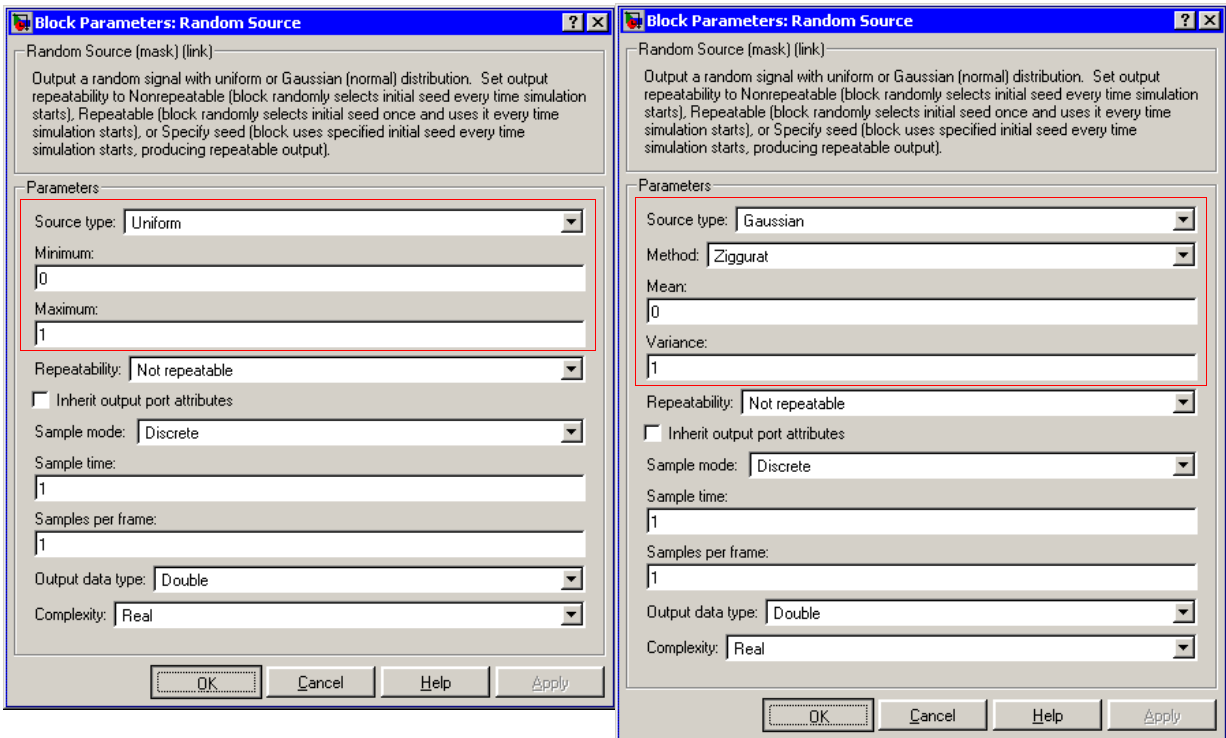 Block Parameters: Random Source
Random Source (mask) (link)
Output a random signal with uniform or Gaussian (normal) distribution. Set output
repeatability to Nonrepeatable (block randomly selects initial seed every time simulation
starts), Repeatable (block randomly selects initial seed once and uses it every time
simulation starts), or Specify seed (block uses specified initial seed every time
simulation starts, producing repeatable output).
Parameters
Source type: Uniform
Minimum:
0
Maximum:
1
Repeatability: Not repeatable
Inherit output port attributes
Sample mode: Discrete
Sample time:
1
Samples per frame:
1
Output data type: Double
Complexity: Real
OK Cancel Help Apply
Block Parameters: Random Source
Random Source (mask) (link)
Output a random signal with uniform or Gaussian (normal) distribution. Set output
repeatability to Nonrepeatable (block randomly selects initial seed every time simulation
starts), Repeatable (block randomly selects initial seed once and uses it every time
simulation starts), or Specify seed (block uses specified initial seed every time
simulation starts, producing repeatable output).
Parameters
Source type: Gaussian
Method: Ziggurat
Mean:
0
Variance:
1
Repeatability: Not repeatable
Inherit output port attributes
Sample mode: Discrete
Sample time:
1
Samples per frame:
1
Output data type: Double
Complexity: Real
OK Cancel Help Apply